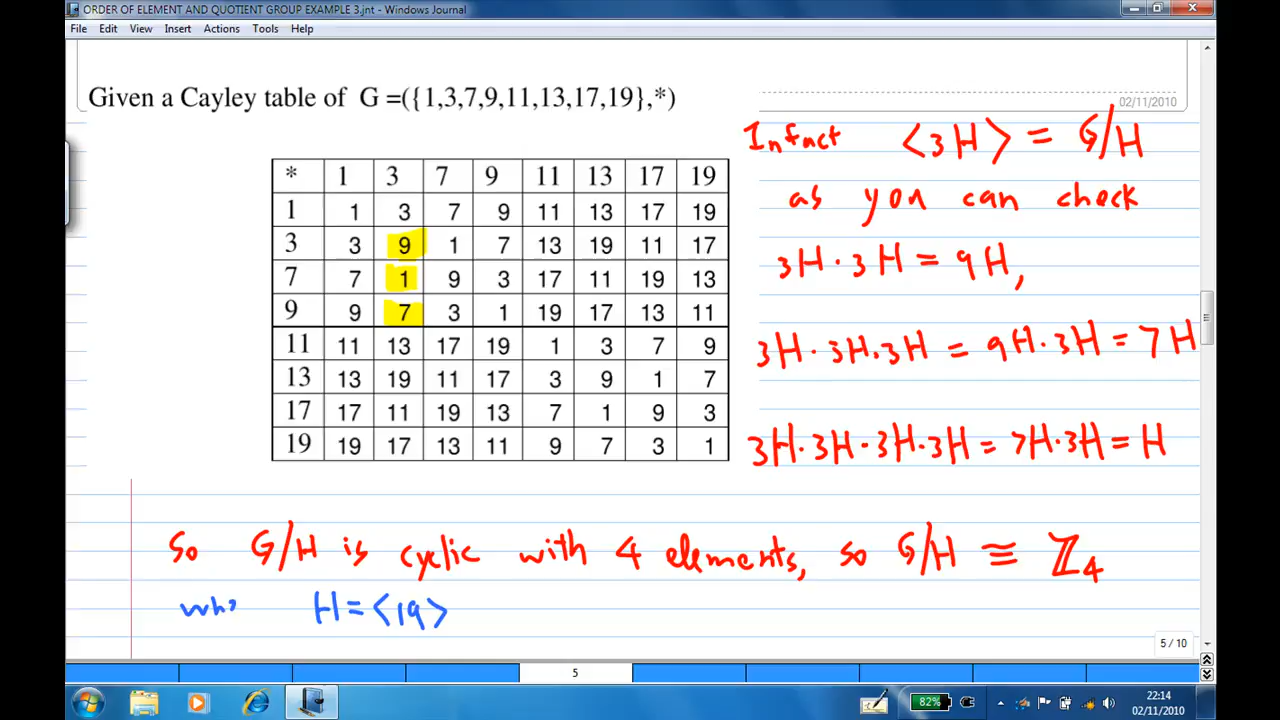 ORDER OF ELEMENT AND QUOTIENT GROUP EXAMPLE 3.jnt - Windows Journal
File Edit View Insert Actions Tools Help
Given a Cayley table of G =({1,3,7,9,11,13,17,19},*)
02/11/2010
* 1 3 7 9 11 13 17 19
1 1 3 7 9 11 13 17 19
3 3 9 1 7 13 19 11 17
7 7 1 9 3 17 11 19 13
9 9 7 3 1 19 17 13 11
11 11 13 17 19 1 3 7 9
13 13 19 11 17 3 9 1 7
17 17 11 19 13 7 1 9 3
19 19 17 13 11 9 7 3 1
Infact ⟨3H⟩ = G/H
as you can check
3H·3H = 9H,
3H·3H·3H = 9H·3H = 7H
3H·3H·3H·3H = 7H·3H = H
So G/H is cyclic with 4 elements, so G/H ≅ ℤ4
H=⟨19⟩
5 / 10
5
82%
22:14
02/11/2010